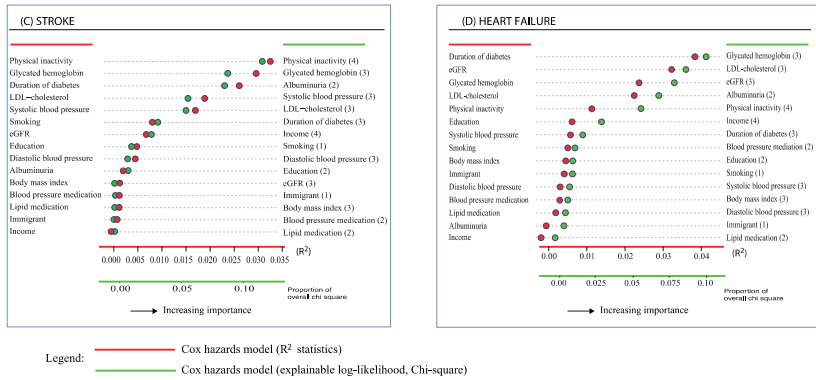 (C) STROKE
Physical inactivity Physical inactivity (4)
Glycated hemoglobin Glycated hemoglobin (3)
Duration of diabetes Albuminuria (2)
LDL−cholesterol Systolic blood pressure (3)
Systolic blood pressure LDL−cholesterol (3)
Smoking Duration of diabetes (3)
eGFR Income (4)
Education Smoking (1)
Diastolic blood pressure Diastolic blood pressure (3)
Albuminuria Education (2)
Body mass index eGFR (3)
Blood pressure medication Immigrant (1)
Lipid medication Body mass index (3)
Immigrant Blood pressure medication (2)
Income Lipid medication (2)
0.000 0.005 0.010 0.015 0.020 0.025 0.030 0.035 (R²)
0.00 0.05 0.10 Proportion of
overall chi square
Increasing importance
(D) HEART FAILURE
Duration of diabetes Glycated hemoglobin (3)
eGFR LDL-cholesterol (3)
Glycated hemoglobin eGFR (3)
LDL-cholesterol Albuminuria (2)
Physical inactivity Physical inactivity (4)
Education Income (4)
Systolic blood pressure Duration of diabetes (3)
Smoking Blood pressure mediation (2)
Body mass index Education (2)
Immigrant Smoking (1)
Diastolic blood pressure Systolic blood pressure (3)
Blood pressure medication Body mass index (3)
Lipid medication Diastolic blood pressure (3)
Albuminuria Immigrant (1)
Income Lipid medication (2)
0.00 0.01 0.02 0.03 0.04 (R²)
0.00 0.025 0.05 0.075 0.10 Proportion of
overall chi square
Increasing importance
Legend: Cox hazards model (R² statistics)
Cox hazards model (explainable log-likelihood, Chi-square)